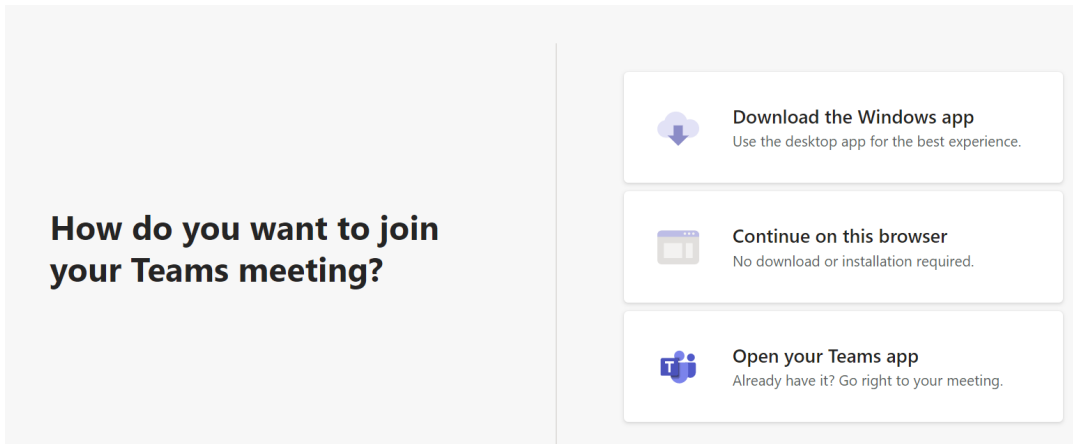 How do you want to join
your Teams meeting?
Download the Windows app
Use the desktop app for the best experience.
Continue on this browser
No download or installation required.
T
Open your Teams app
Already have it? Go right to your meeting.